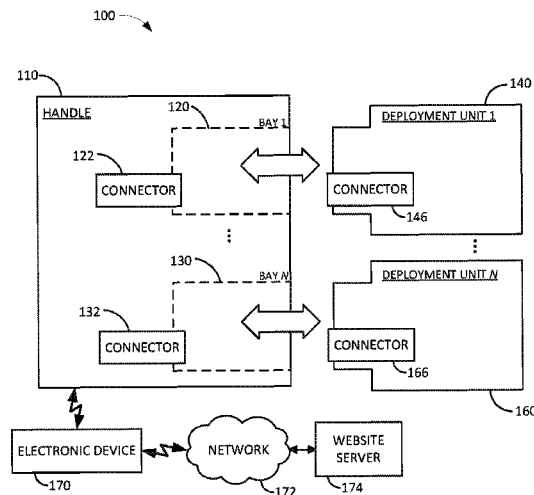 100
110
HANDLE
120
BAY 1
140
DEPLOYMENT UNIT 1
122
CONNECTOR
CONNECTOR
146
130
BAY N
DEPLOYMENT UNIT N
132
CONNECTOR
CONNECTOR
166
160
ELECTRONIC DEVICE
170
NETWORK
172
WEBSITE
SERVER
174